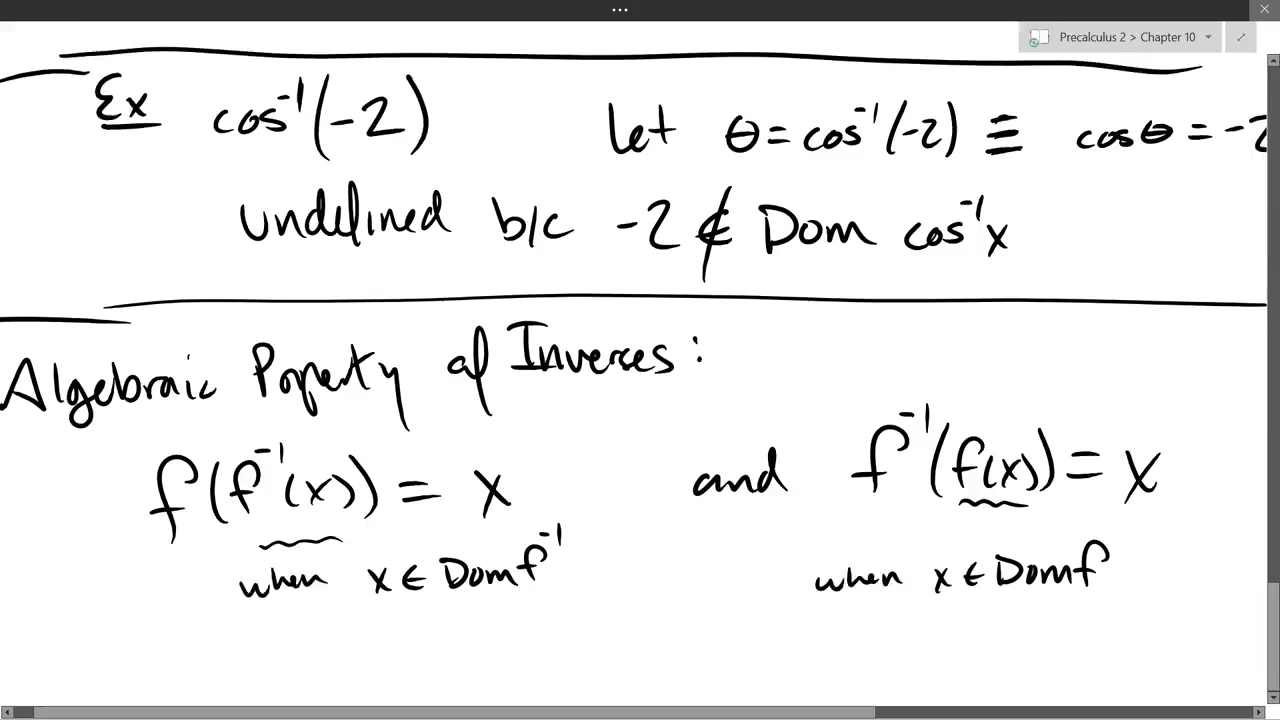 Precalculus 2 > Chapter 10
Ex cos⁻¹(-2) let θ = cos⁻¹(-2) ≡ cosθ = -2
undefined b/c -2 ∉ Dom cos⁻¹x
Algebraic Property of Inverses:
f(f⁻¹(x)) = x and f⁻¹(f(x)) = x
when x ∈ Dom f⁻¹ when x ∈ Dom f